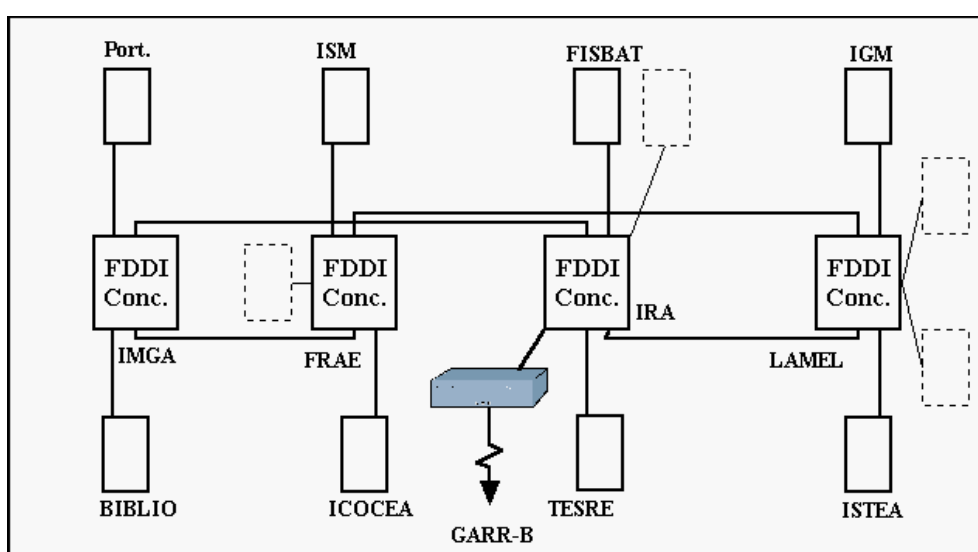 Port.
ISM
FISBAT
IGM
FDDI
Conc.
FDDI
Conc.
FDDI
Conc.
FDDI
Conc.
IRA
IMGA
FRAE
LAMEL
BIBLIO
ICOCEA
TESRE
ISTEA
GARR-B